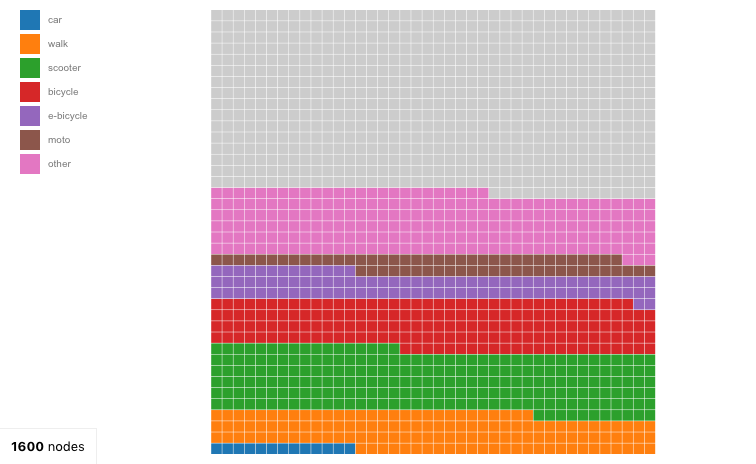 car
walk
scooter
bicycle
e-bicycle
moto
other
1600 nodes